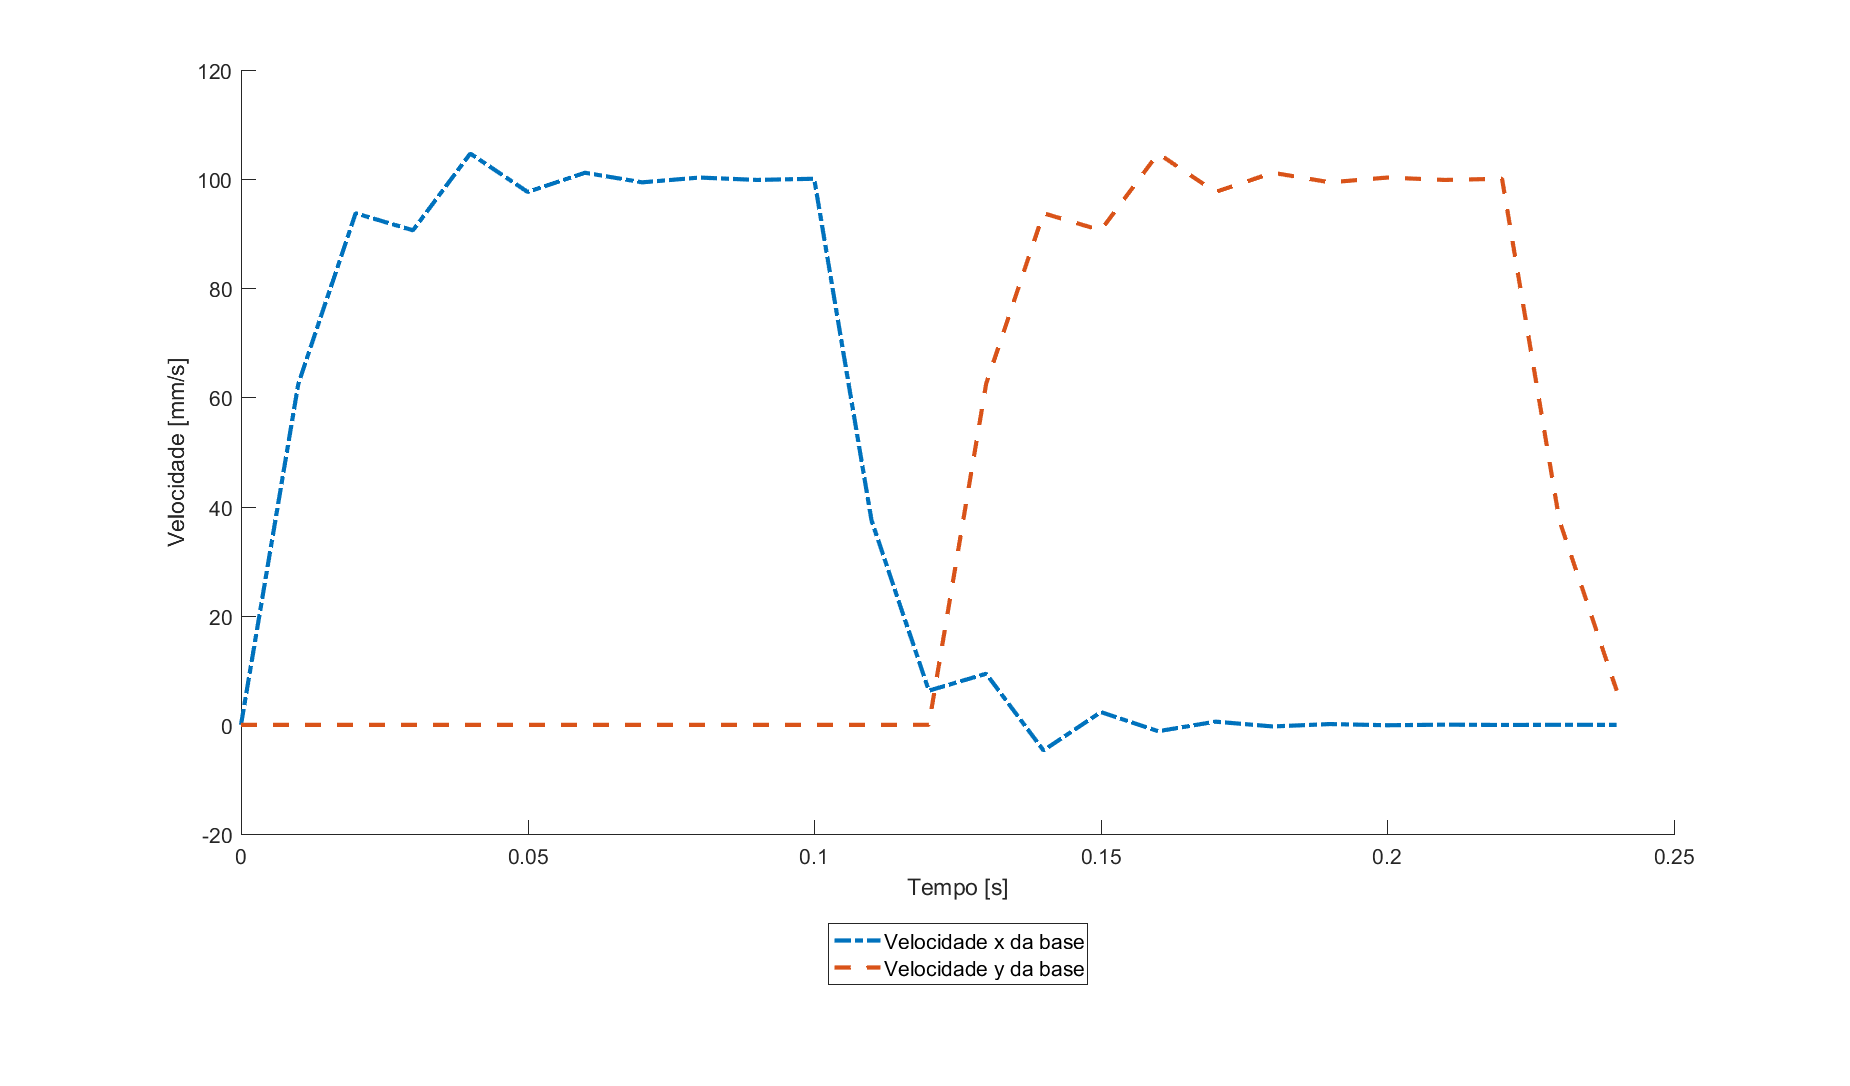 120
100
80
60
40
20
0
-20
Velocidade [mm/s]
0 0.05 0.1 0.15 0.2 0.25
Tempo [s]
Velocidade x da base
Velocidade y da base